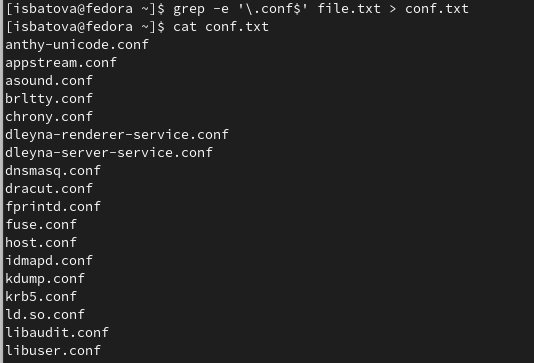 [isbatova@fedora ~]$ grep -e '\.conf$' file.txt > conf.txt
[isbatova@fedora ~]$ cat conf.txt
anthy-unicode.conf
appstream.conf
asound.conf
brltty.conf
chrony.conf
dleyna-renderer-service.conf
dleyna-server-service.conf
dnsmasq.conf
dracut.conf
fprintd.conf
fuse.conf
host.conf
idmapd.conf
kdump.conf
krb5.conf
ld.so.conf
libaudit.conf
libuser.conf